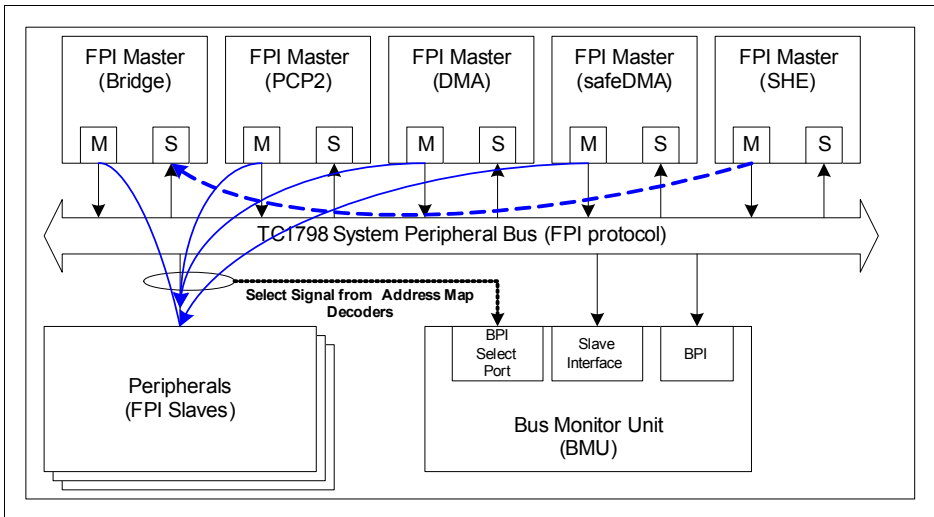 FPI Master
(Bridge)
FPI Master
(PCP2)
FPI Master
(DMA)
FPI Master
(safeDMA)
FPI Master
(SHE)
M
S
M
S
M
S
M
S
M
S
TC1798 System Peripheral Bus (FPI protocol)
Select Signal from Address Map
Decoders
BPI
Select
Port
Slave
Interface
BPI
Peripherals
(FPI Slaves)
Bus Monitor Unit
(BMU)